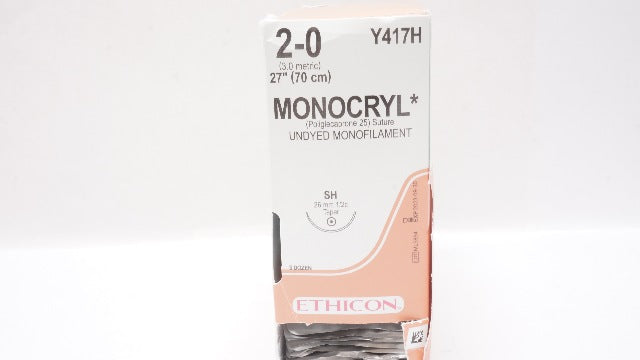 2-0
Y417H
(3.0 metric)
27" (70 cm)
MONOCRYL*
(Poliglecaprone 25) Suture
UNDYED MONOFILAMENT
SH
26 mm 1/2c
Taper
DOZEN
ETHICON